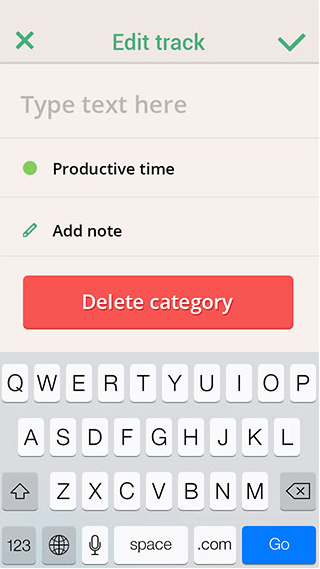 Edit track
Type text here
Productive time
Add note
Delete category
Q W E R T Y U I O P
A S D F G H J K L
Z X C V B N M
123 space .com Go